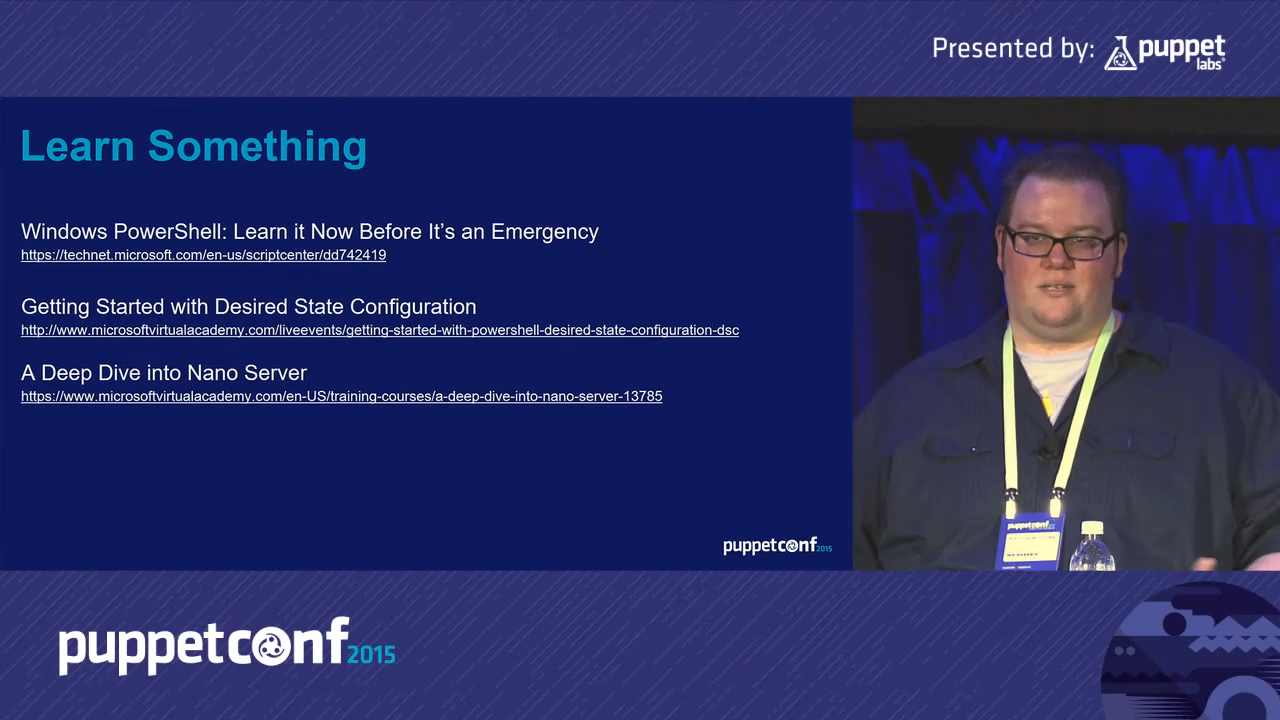 Presented by: puppet labs
Learn Something
Windows PowerShell: Learn it Now Before It’s an Emergency
https://technet.microsoft.com/en-us/scriptcenter/dd742419
Getting Started with Desired State Configuration
http://www.microsoftvirtualacademy.com/liveevents/getting-started-with-powershell-desired-state-configuration-dsc
A Deep Dive into Nano Server
https://www.microsoftvirtualacademy.com/en-US/training-courses/a-deep-dive-into-nano-server-13785
puppetconf 2015
puppetconf
puppetconf 2015